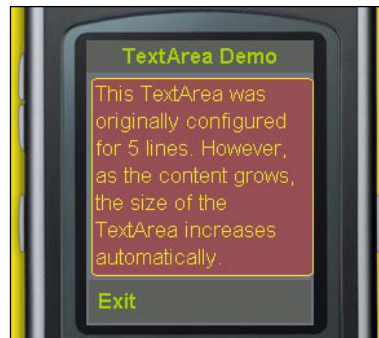 TextArea Demo
This TextArea was
originally configured
for 5 lines. However,
as the content grows,
the size of the
TextArea increases
automatically.
Exit